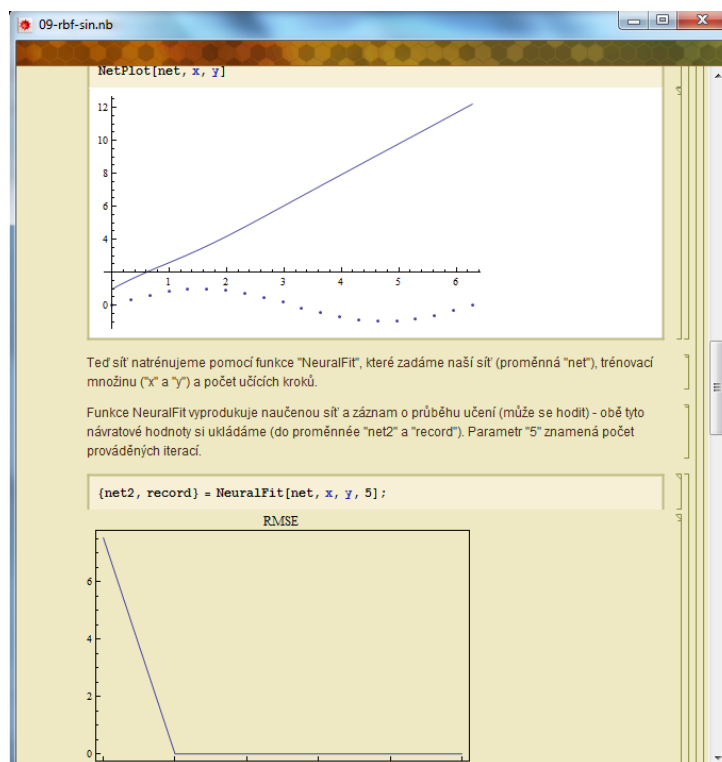 09-rbf-sin.nb
NetPlot[net, x, y]
12
10
8
6
4
0
1
2
3
4
5
6
Teď síť natrénujeme pomocí funkce "NeuralFit", které zadáme naší síť (proměnná "net"), trénovací
množinu ("x" a "y") a počet učících kroků.
Funkce NeuralFit vyprodukuje naučenou síť a záznam o průběhu učení (může se hodit) - obě tyto
návratové hodnoty si ukládáme (do proměnnée "net2" a "record"). Parametr "5" znamená počet
prováděných iterací.
{net2, record} = NeuralFit[net, x, y, 5];
RMSE
6
4
2
0